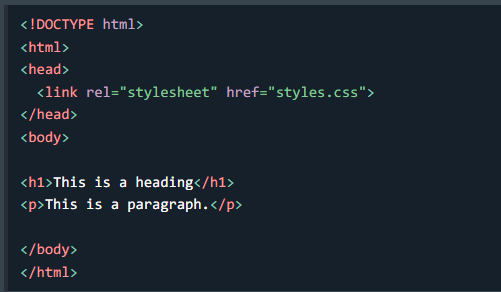 <!DOCTYPE html>
<html>
<head>
<link rel="stylesheet" href="styles.css">
</head>
<body>
<h1>This is a heading</h1>
<p>This is a paragraph.</p>
</body>
</html>